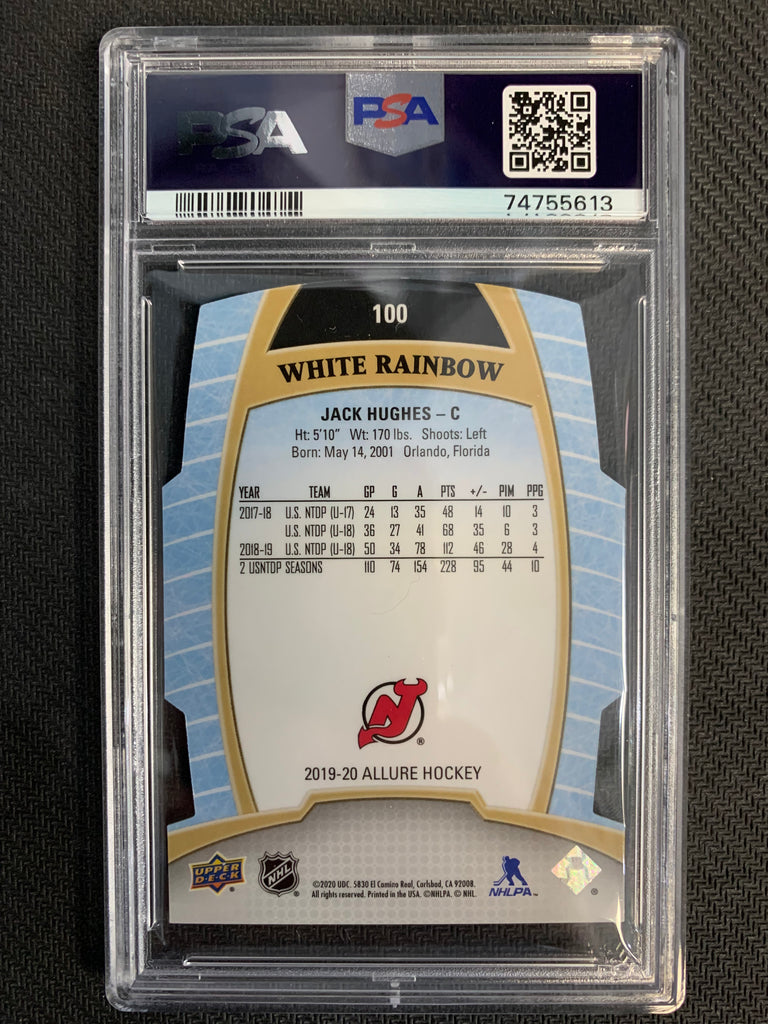 PSA
PSA
74755613
100
WHITE RAINBOW
JACK HUGHES – C
Ht: 5'10" Wt: 170 lbs. Shoots: Left
Born: May 14, 2001 Orlando, Florida
YEAR TEAM GP G A PTS +/- PIM PPG
2017-18 U.S. NTDP (U-17) 24 13 35 48 14 10 3
U.S. NTDP (U-18) 36 27 41 68 35 6 3
2018-19 U.S. NTDP (U-18) 50 34 78 112 46 28 4
2 USNTDP SEASONS 110 74 154 228 95 44 10
NJ ®
2019-20 ALLURE HOCKEY
UPPER DECK ®
NHL ®
©2020 UDC. 5830 El Camino Real, Carlsbad, CA 92008.
All rights reserved. Printed in the USA. ©NHLPA. © NHL.
NHLPA™
®